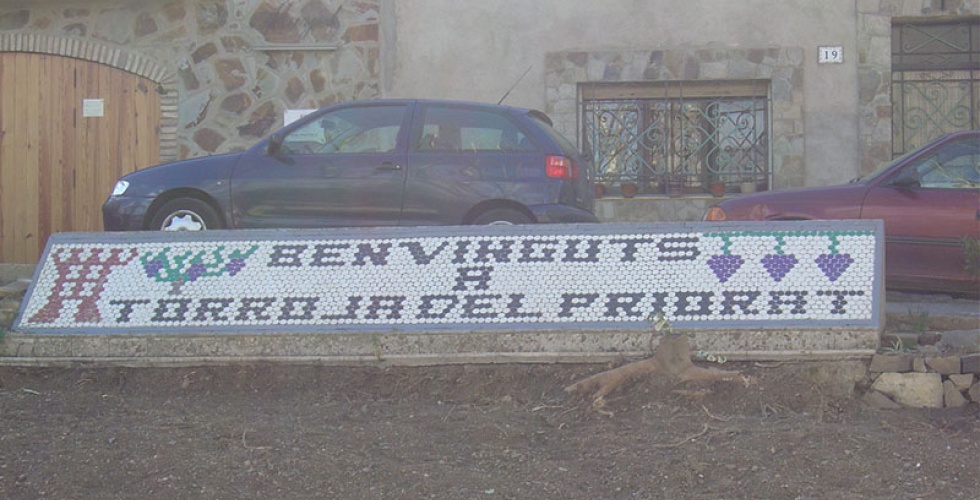 19
BENVINGUTS
A
TORROJA DEL PRIORAT